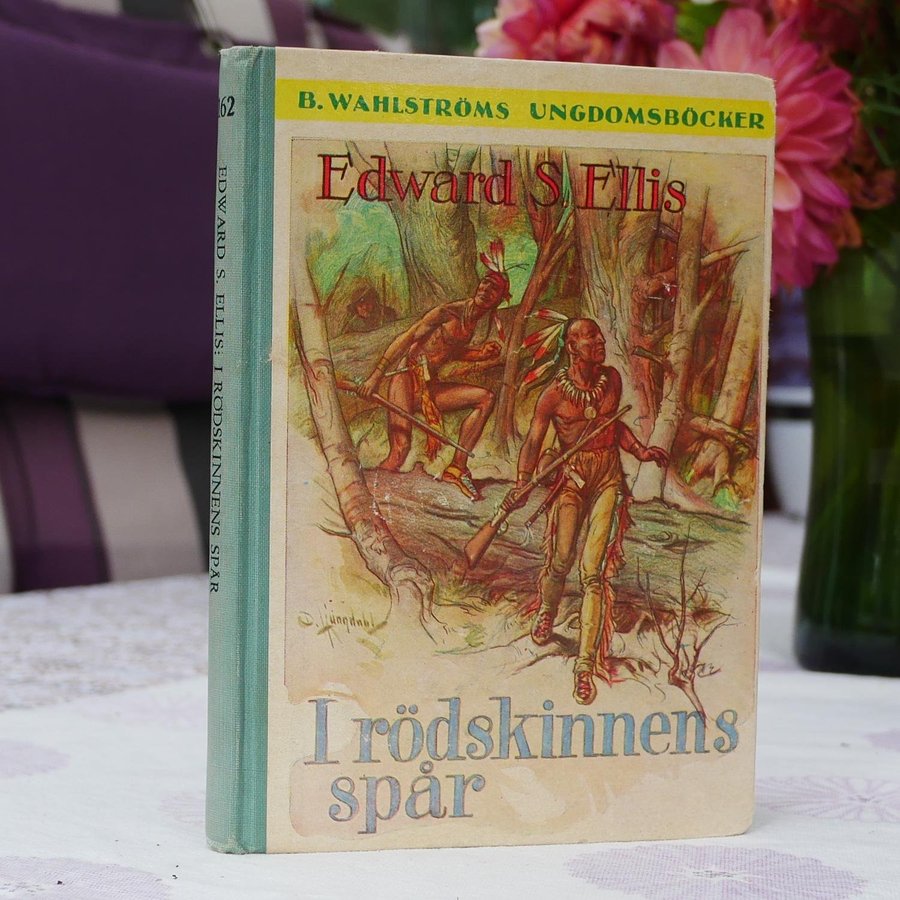 B. WAHLSTRÖMS UNGDOMSBÖCKER
Edward S. Ellis
I rödskinnens
spår
62
EDWARD S. ELLIS: I RÖDSKINNENS SPÅR